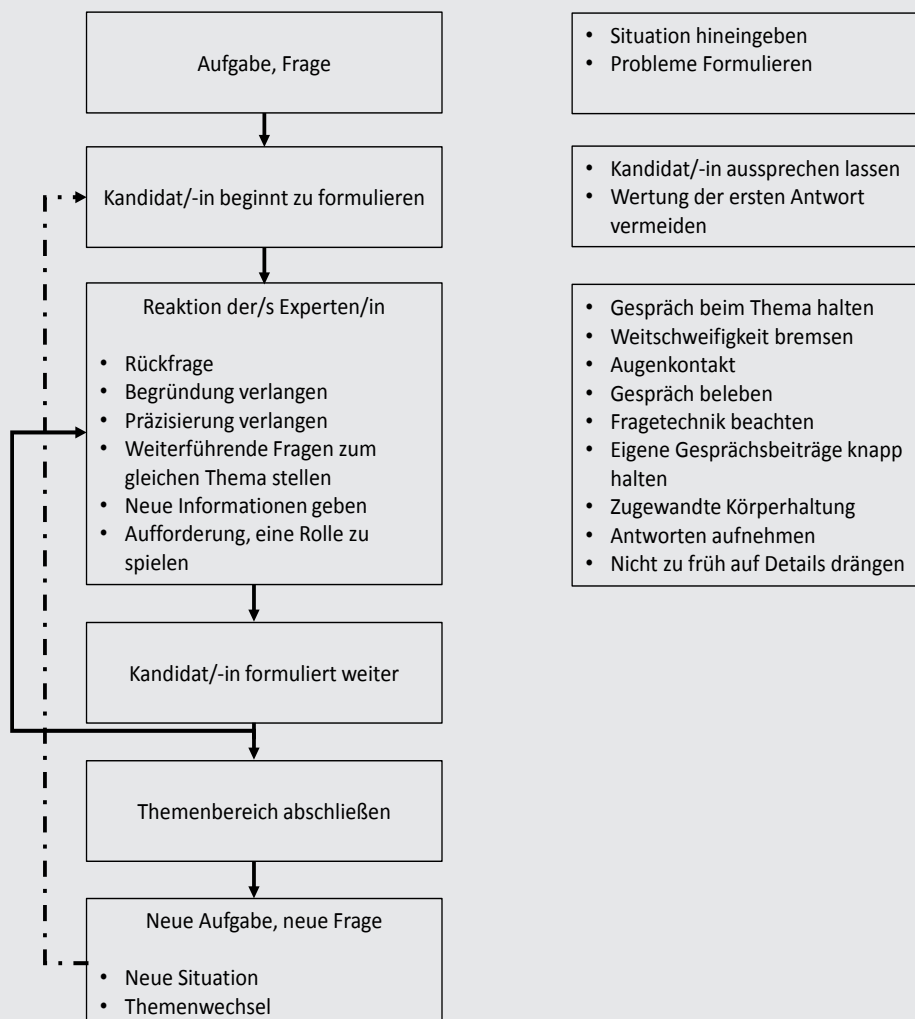 Aufgabe, Frage
• Situation hineingeben
• Probleme Formulieren
Kandidat/-in beginnt zu formulieren
• Kandidat/-in aussprechen lassen
• Wertung der ersten Antwort
vermeiden
Reaktion der/s Experten/in
• Rückfrage
• Begründung verlangen
• Präzisierung verlangen
• Weiterführende Fragen zum
gleichen Thema stellen
• Neue Informationen geben
• Aufforderung, eine Rolle zu
spielen
• Gespräch beim Thema halten
• Weitschweifigkeit bremsen
• Augenkontakt
• Gespräch beleben
• Fragetechnik beachten
• Eigene Gesprächsbeiträge knapp
halten
• Zugewandte Körperhaltung
• Antworten aufnehmen
• Nicht zu früh auf Details drängen
Kandidat/-in formuliert weiter
Themenbereich abschließen
Neue Aufgabe, neue Frage
• Neue Situation
• Themenwechsel